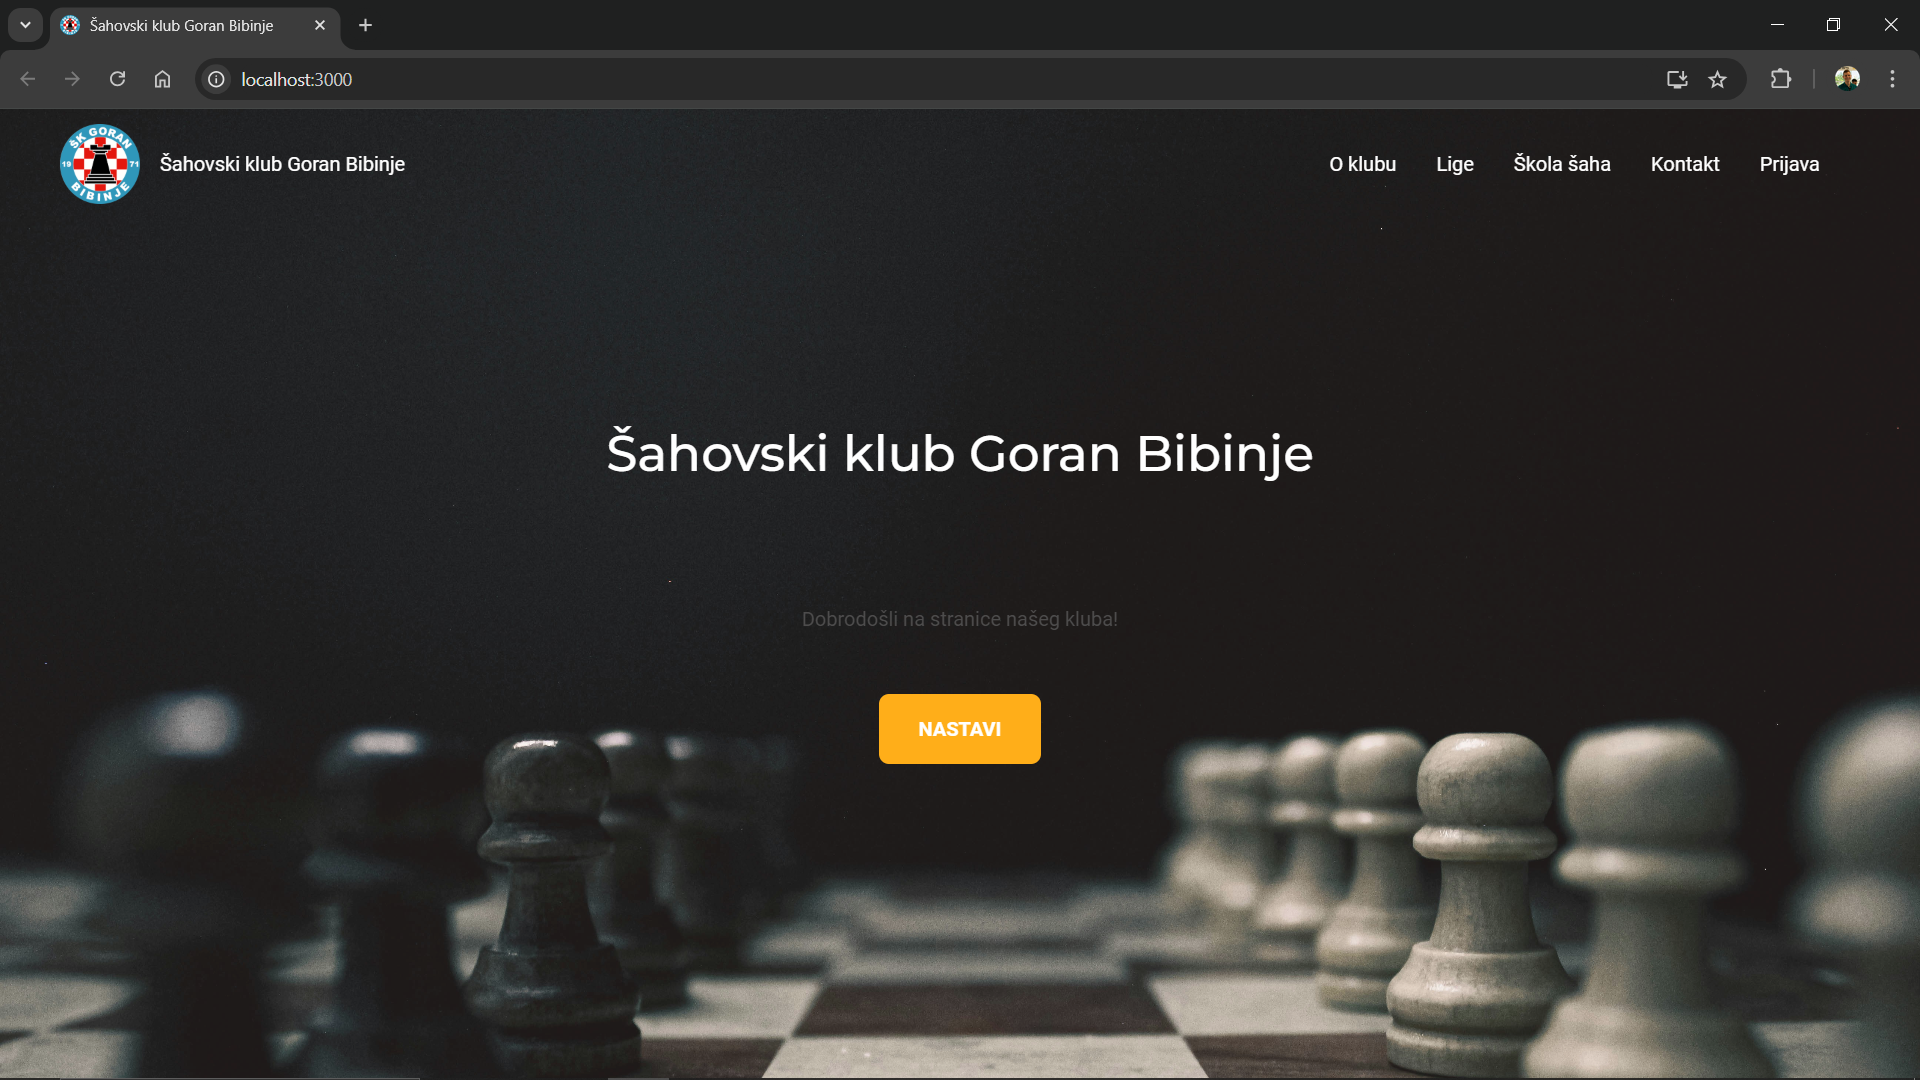 Šahovski klub Goran Bibinje
localhost:3000
ŠK GORAN
19 71
BIBINJE
Šahovski klub Goran Bibinje
O klubu
Lige
Škola šaha
Kontakt
Prijava
Šahovski klub Goran Bibinje
Dobrodošli na stranice našeg kluba!
NASTAVI